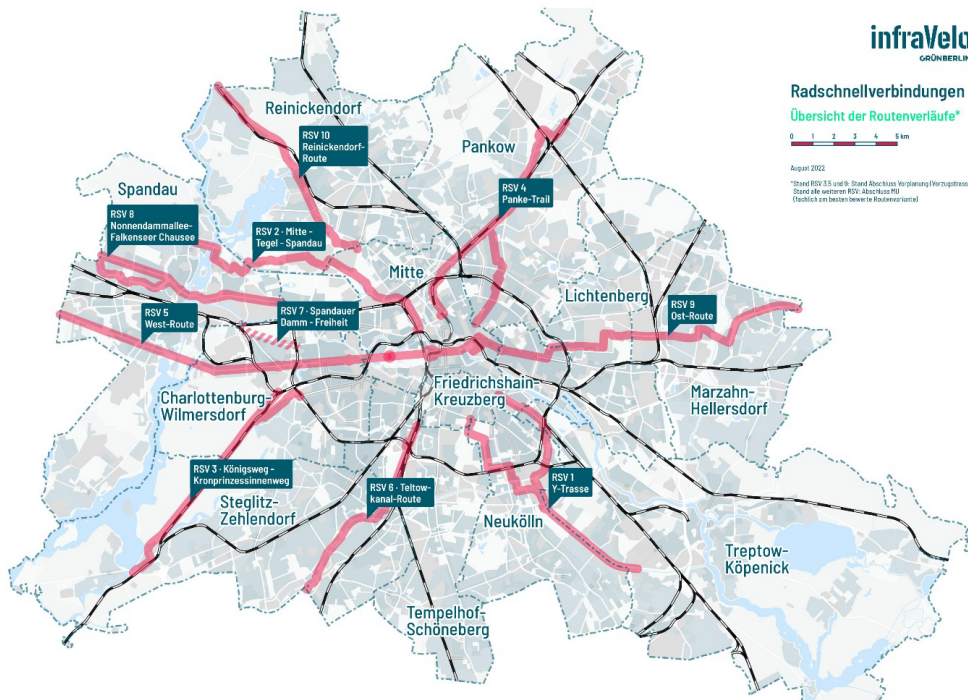 infraVelo
GRÜNBERLIN
Radschnellverbindungen
Übersicht der Routenverläufe*
0 1 2 3 4 5 km
August 2022
*Stand RSV 3,5 und 9: Stand Abschluss Vorplanung (Vorzugstrasse
Stand alle weiteren RSV: Abschluss MU
(fachlich am besten bewerte Routenvariante)
Reinickendorf
RSV 10
Reinickendorf-
Route
Pankow
RSV 4
Panke-Trail
Spandau
RSV 8
Nonnendammallee-
Falkenseer Chausee
RSV 2 · Mitte -
Tegel - Spandau
Mitte
Lichtenberg
RSV 9
Ost-Route
RSV 5
West-Route
RSV 7 · Spandauer
Damm - Freiheit
Charlottenburg-
Wilmersdorf
Friedrichshain-
Kreuzberg
Marzahn-
Hellersdorf
RSV 3 · Königsweg -
Kronprinzessinnenweg
Steglitz-
Zehlendorf
RSV 6 · Teltow-
kanal-Route
RSV 1
Y-Trasse
Neukölln
Treptow-
Köpenick
Tempelhof-
Schöneberg